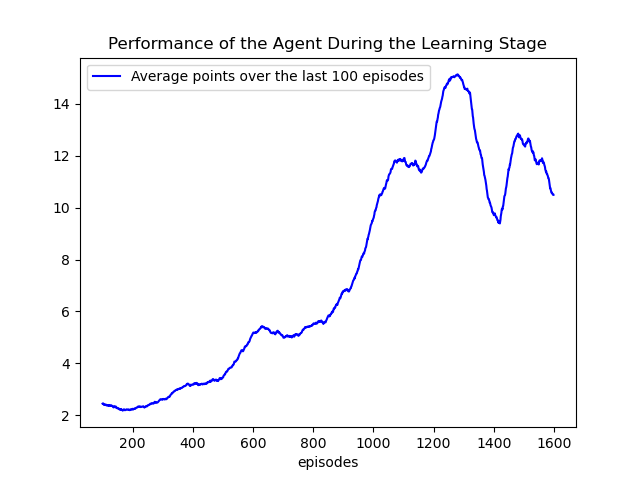 Performance of the Agent During the Learning Stage
Average points over the last 100 episodes
14
12
10
8
6
4
2
200 400 600 800 1000 1200 1400 1600
episodes